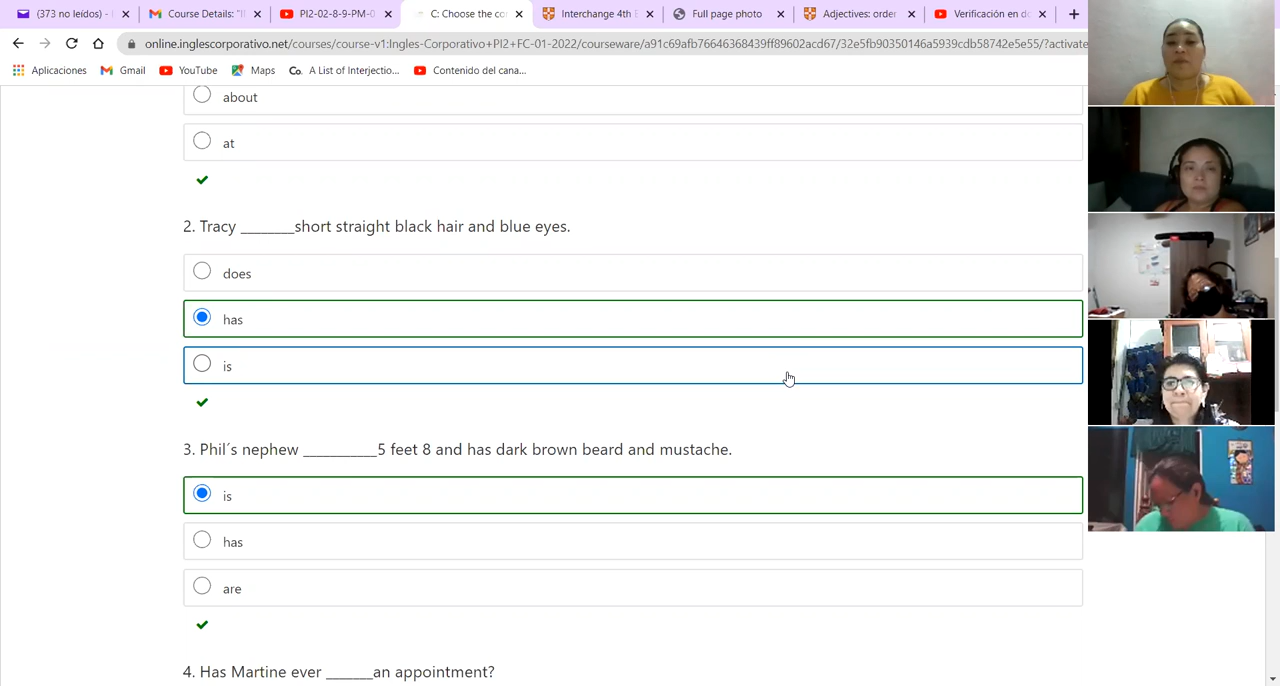 (373 no leídos) -
Course Details: "I
PI2-02-8-9-PM-0
C: Choose the co
Interchange 4th E
Full page photo
Adjectives: order
Verificación en do
online.inglescorporativo.net/courses/course-v1:Ingles-Corporativo+PI2+FC-01-2022/courseware/a91c69afb76646368439ff89602acd67/32e5fb90350146a5939cdb58742e5e55/?activate
Aplicaciones
Gmail
YouTube
Maps
Co. A List of Interjectio...
Contenido del cana...
about
at
2. Tracy _______short straight black hair and blue eyes.
does
has
is
3. Phil´s nephew __________5 feet 8 and has dark brown beard and mustache.
is
has
are
4. Has Martine ever ______an appointment?